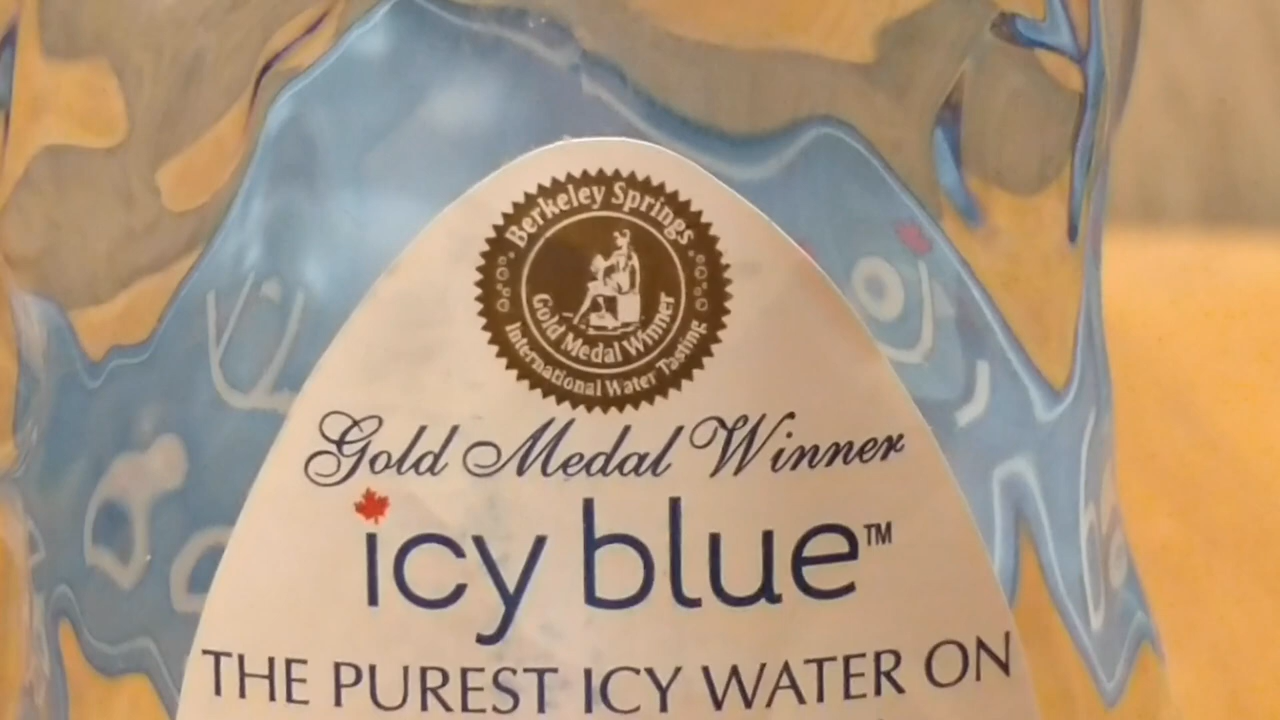 Berkeley Springs
Gold Medal Winner
International Water Tasting
Gold Medal Winner
icy blue™
THE PUREST ICY WATER ON